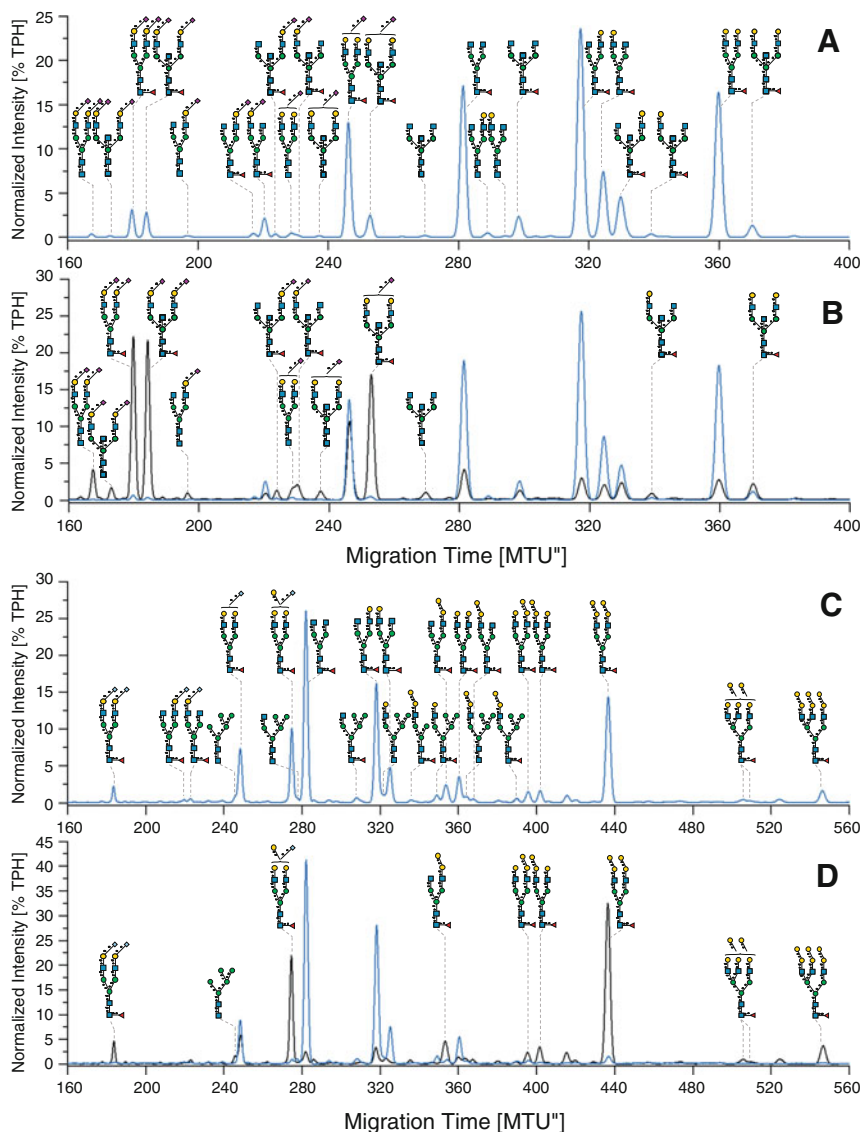 A
Normalized Intensity [% TPH]
25
20
15
10
5
0
160 200 240 280 320 360 400
B
Normalized Intensity [% TPH]
30
25
20
15
10
5
0
160 200 240 280 320 360 400
Migration Time [MTU"]
C
Normalized Intensity [% TPH]
30
25
20
15
10
5
0
160 200 240 280 320 360 400 440 480 520 560
D
Normalized Intensity [% TPH]
45
40
35
30
25
20
15
10
5
0
160 200 240 280 320 360 400 440 480 520 560
Migration Time [MTU"]